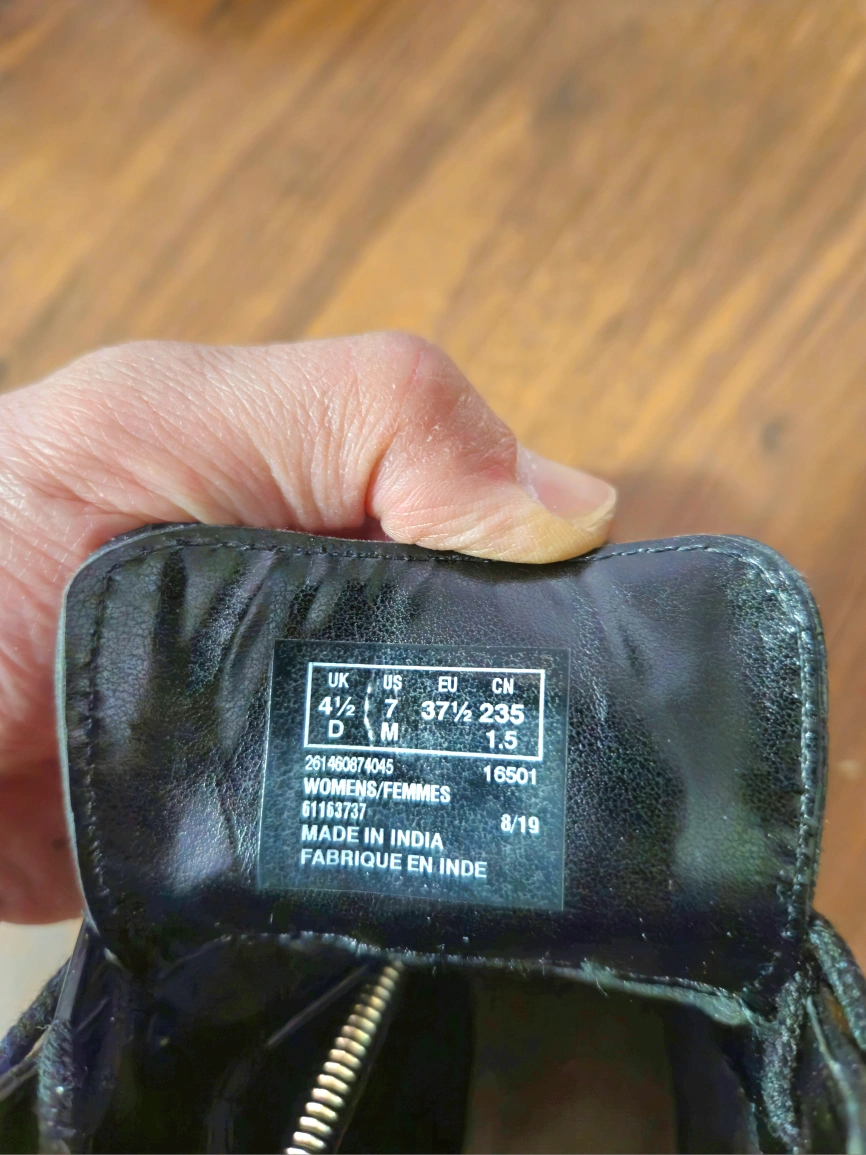 UK US EU CN
4½ 7 37½ 235
D M 1.5
261460874045 16501
WOMENS/FEMMES
61163737 8/19
MADE IN INDIA
FABRIQUE EN INDE